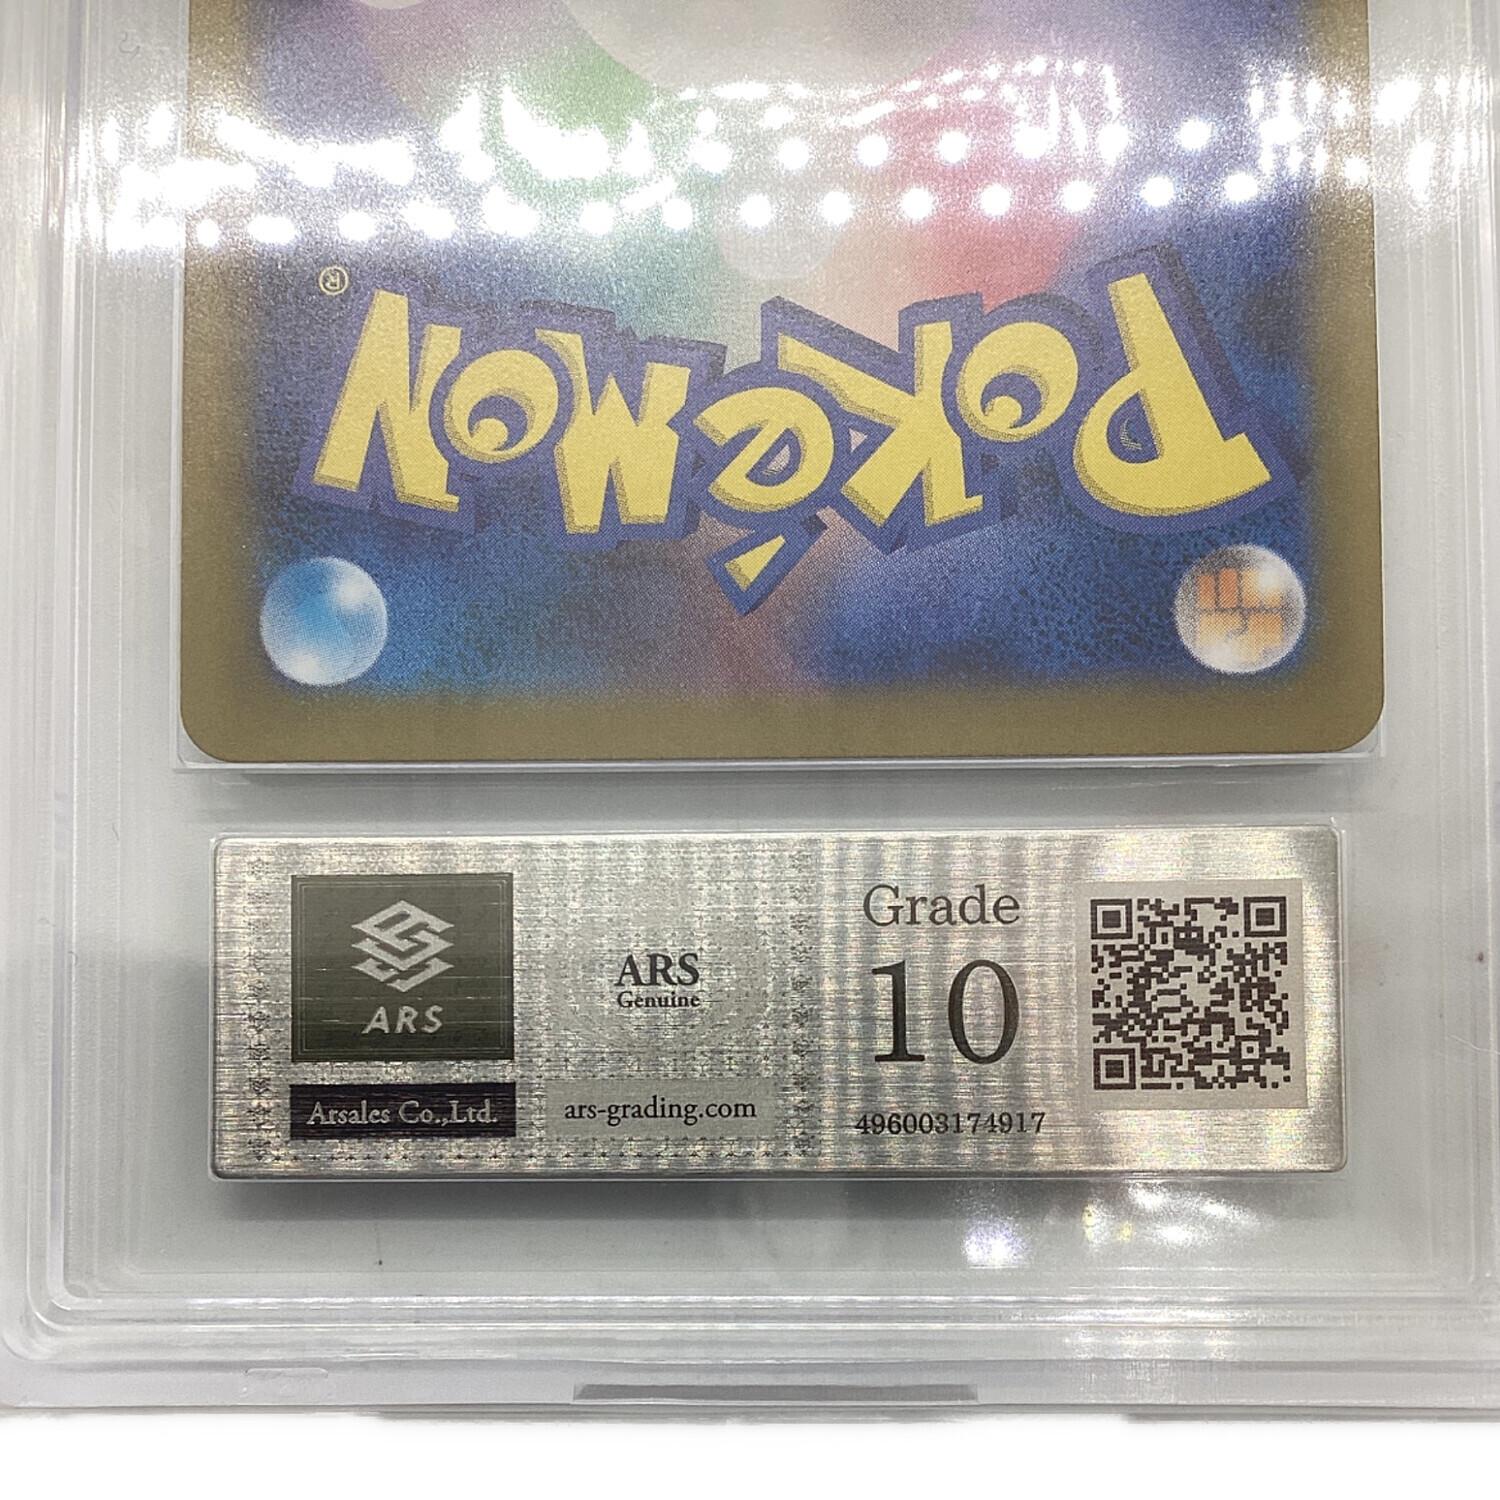 Pokémon®
ARS
Arsales Co.,Ltd.
ARS
Genuine
ars-grading.com
Grade
10
496003174917